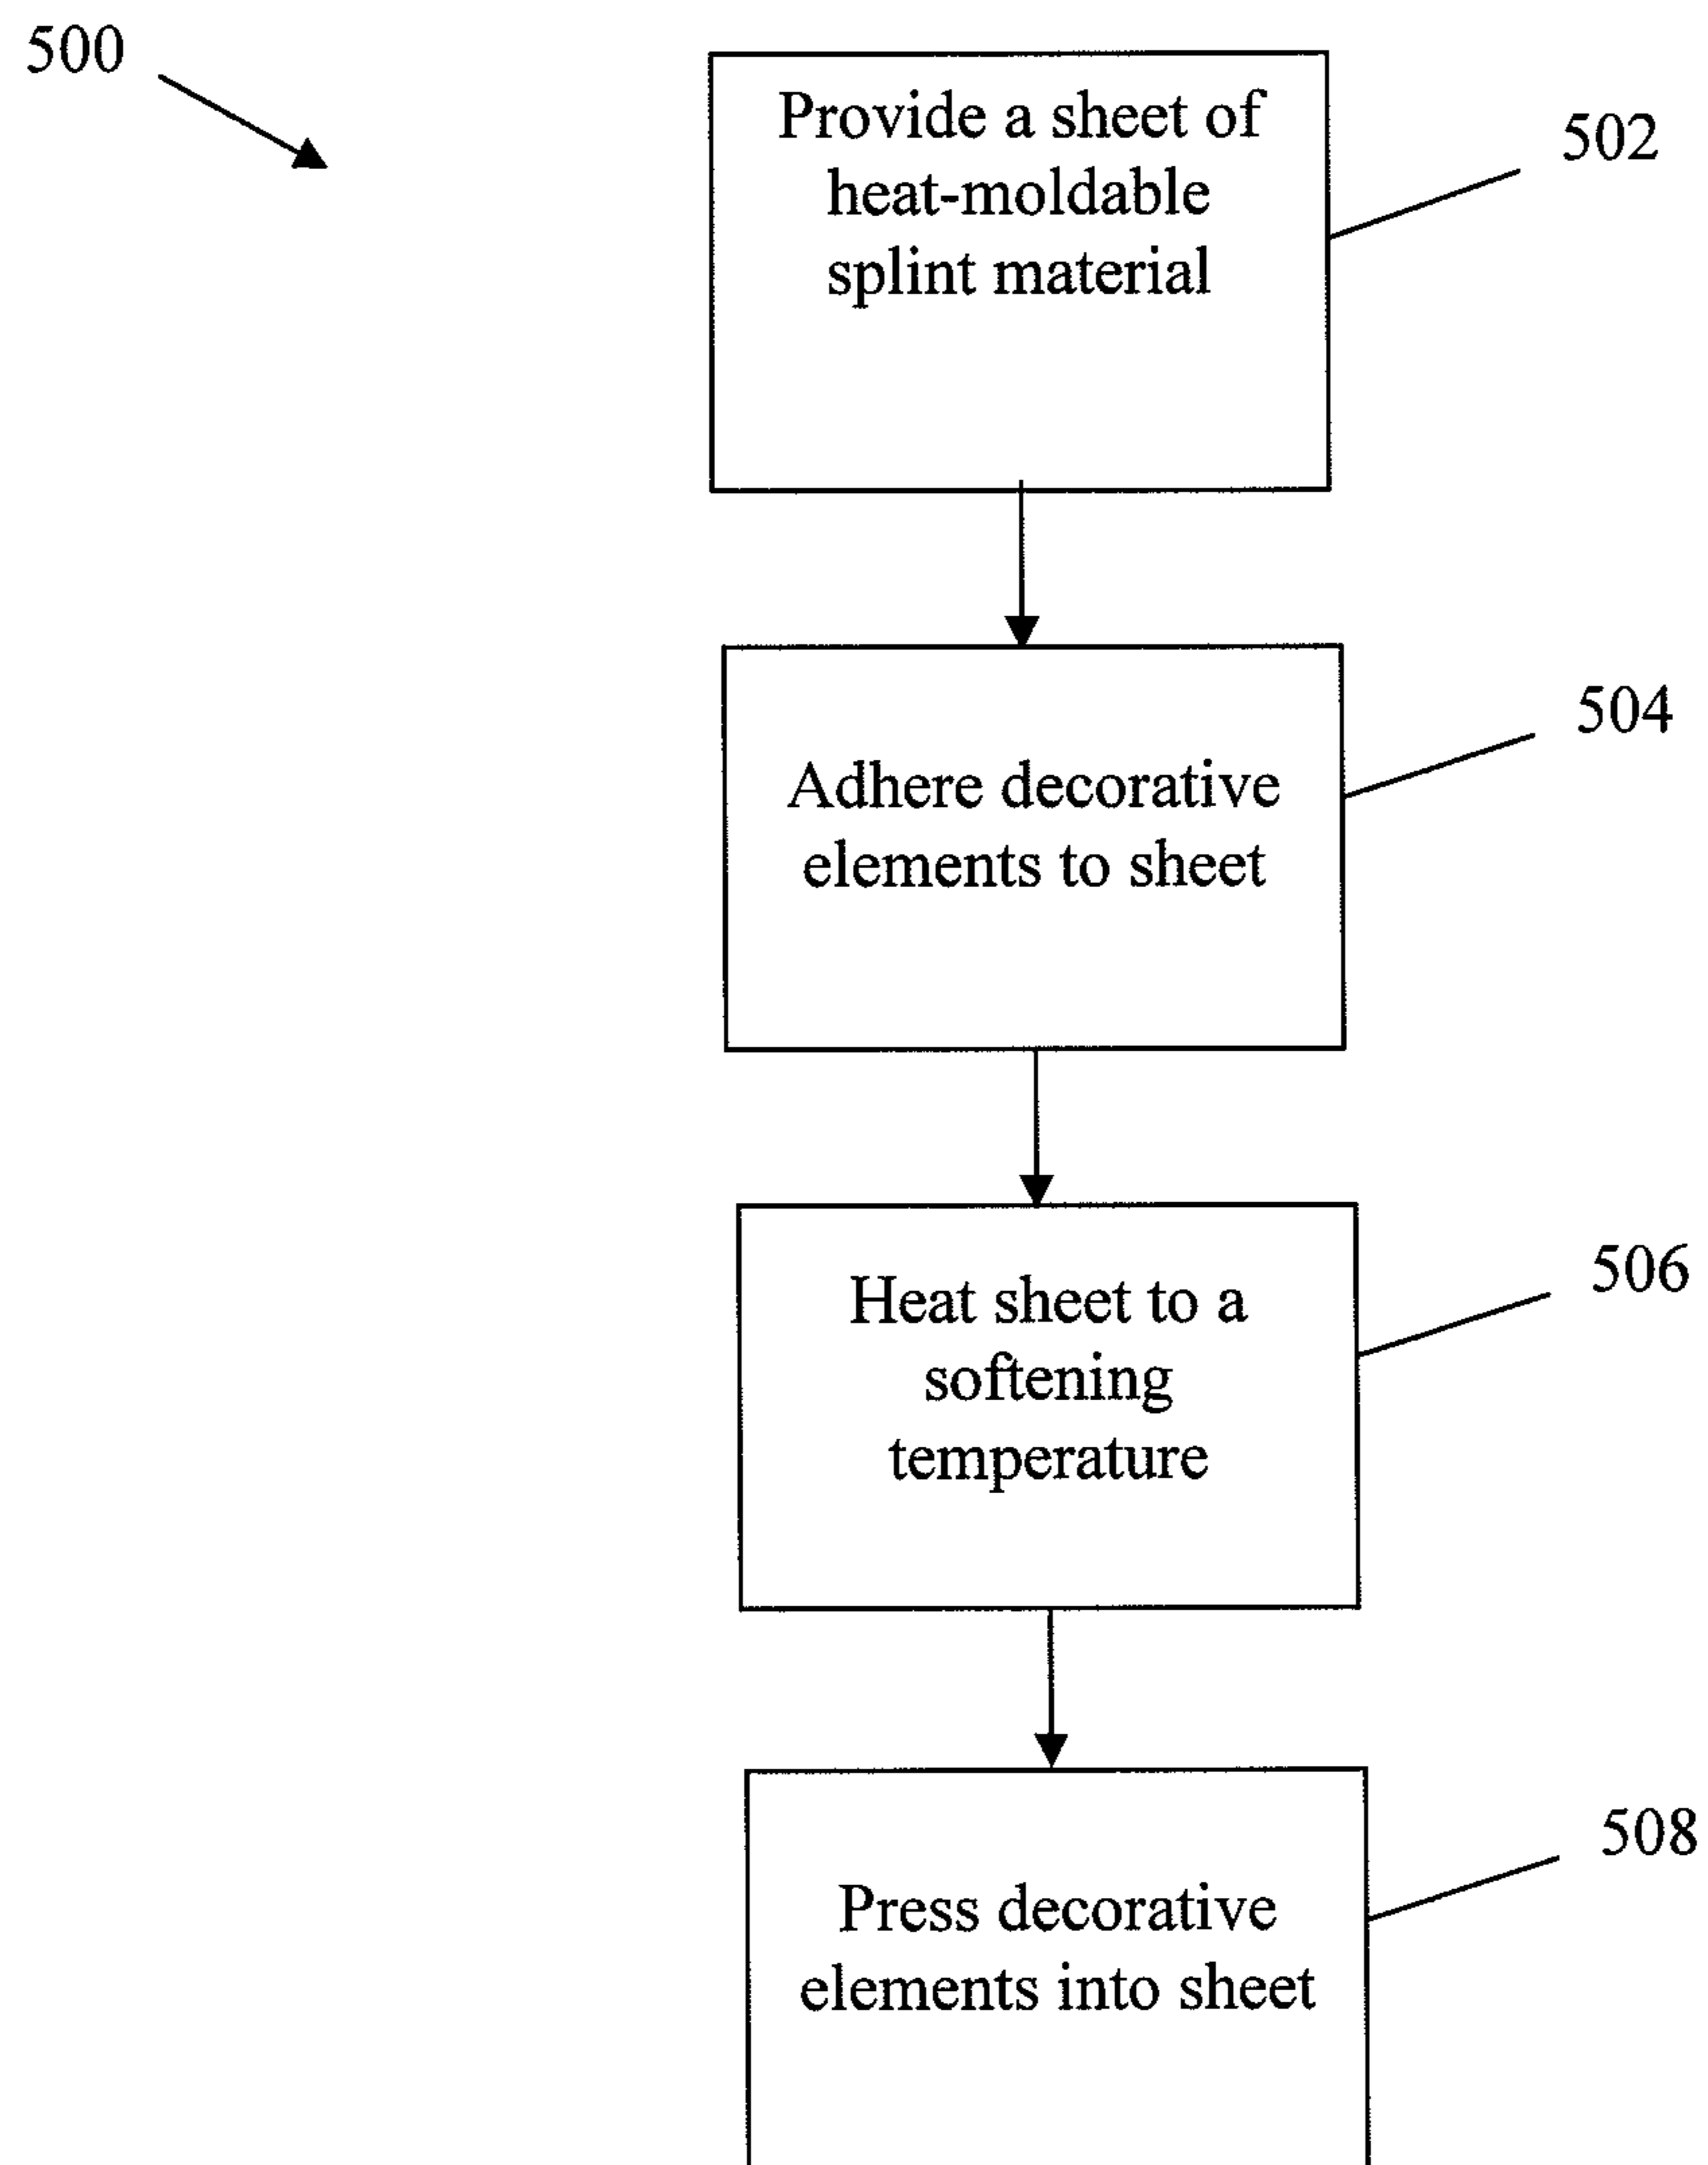 500
Provide a sheet of
heat-moldable
splint material
502
Adhere decorative
elements to sheet
504
Heat sheet to a
softening
temperature
506
Press decorative
elements into sheet
508